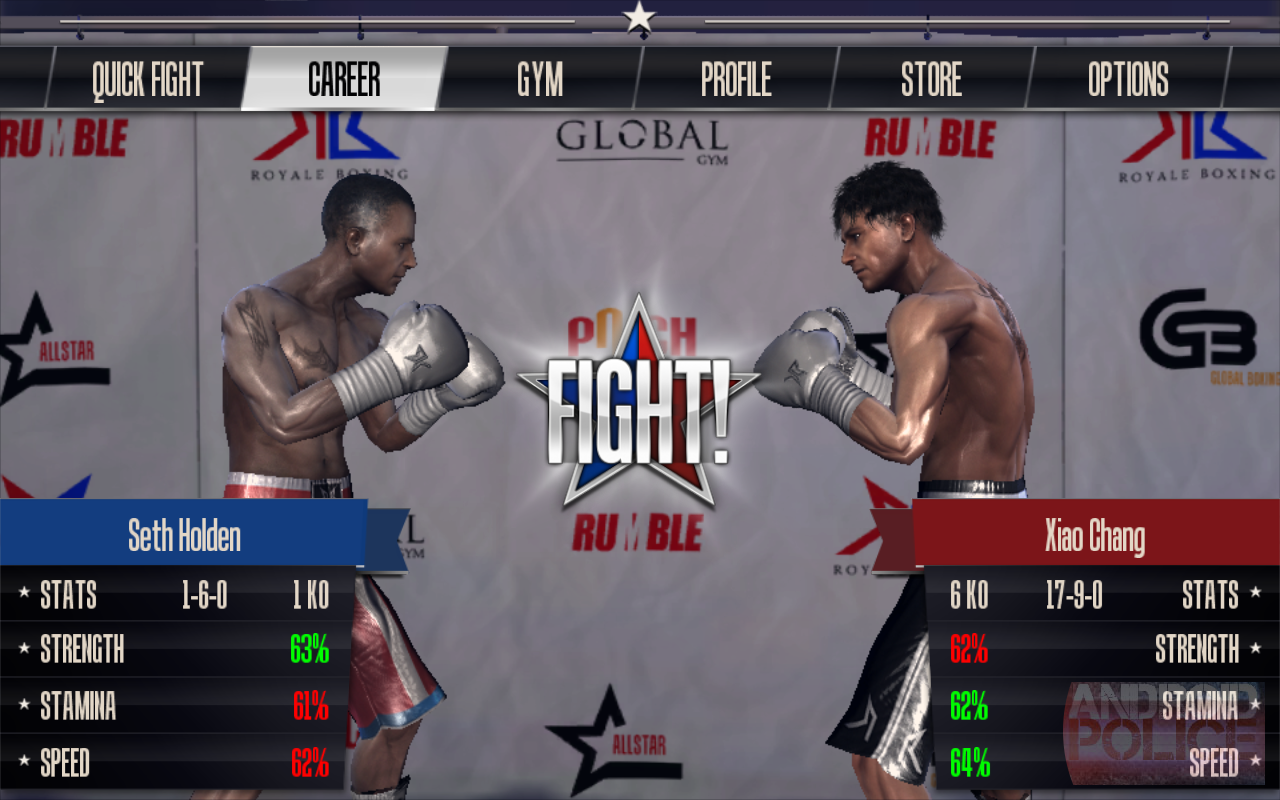 QUICK FIGHT
CAREER
GYM
PROFILE
STORE
OPTIONS
RUMBLE
ROYALE BOXING
GLOBAL
GYM
RUMBLE
ROYALE BOXING
ALLSTAR
FIGHT!
GB
GLOBAL BOXING
RUMBLE
Seth Holden
Xiao Chang
STATS 1-6-0 1 KO
6 KO 17-9-0 STATS
STRENGTH 63%
62% STRENGTH
STAMINA 61%
62% STAMINA
SPEED 62%
64% SPEED
ALLSTAR
ANDROID
POLICE